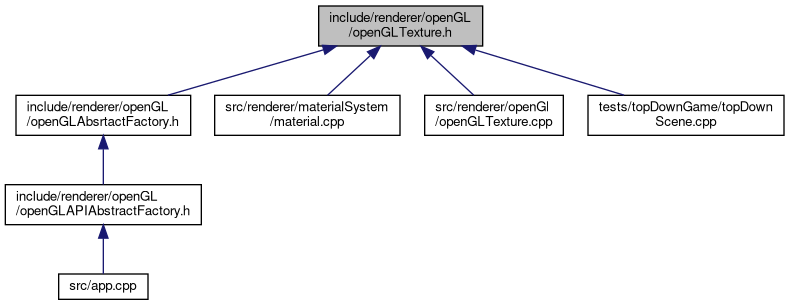 include/renderer/openGL
/openGLTexture.h
include/renderer/openGL
/openGLAbsrtactFactory.h
src/renderer/materialSystem
/material.cpp
src/renderer/openGl
/openGLTexture.cpp
tests/topDownGame/topDown
Scene.cpp
include/renderer/openGL
/openGLAPIAbstractFactory.h
src/app.cpp